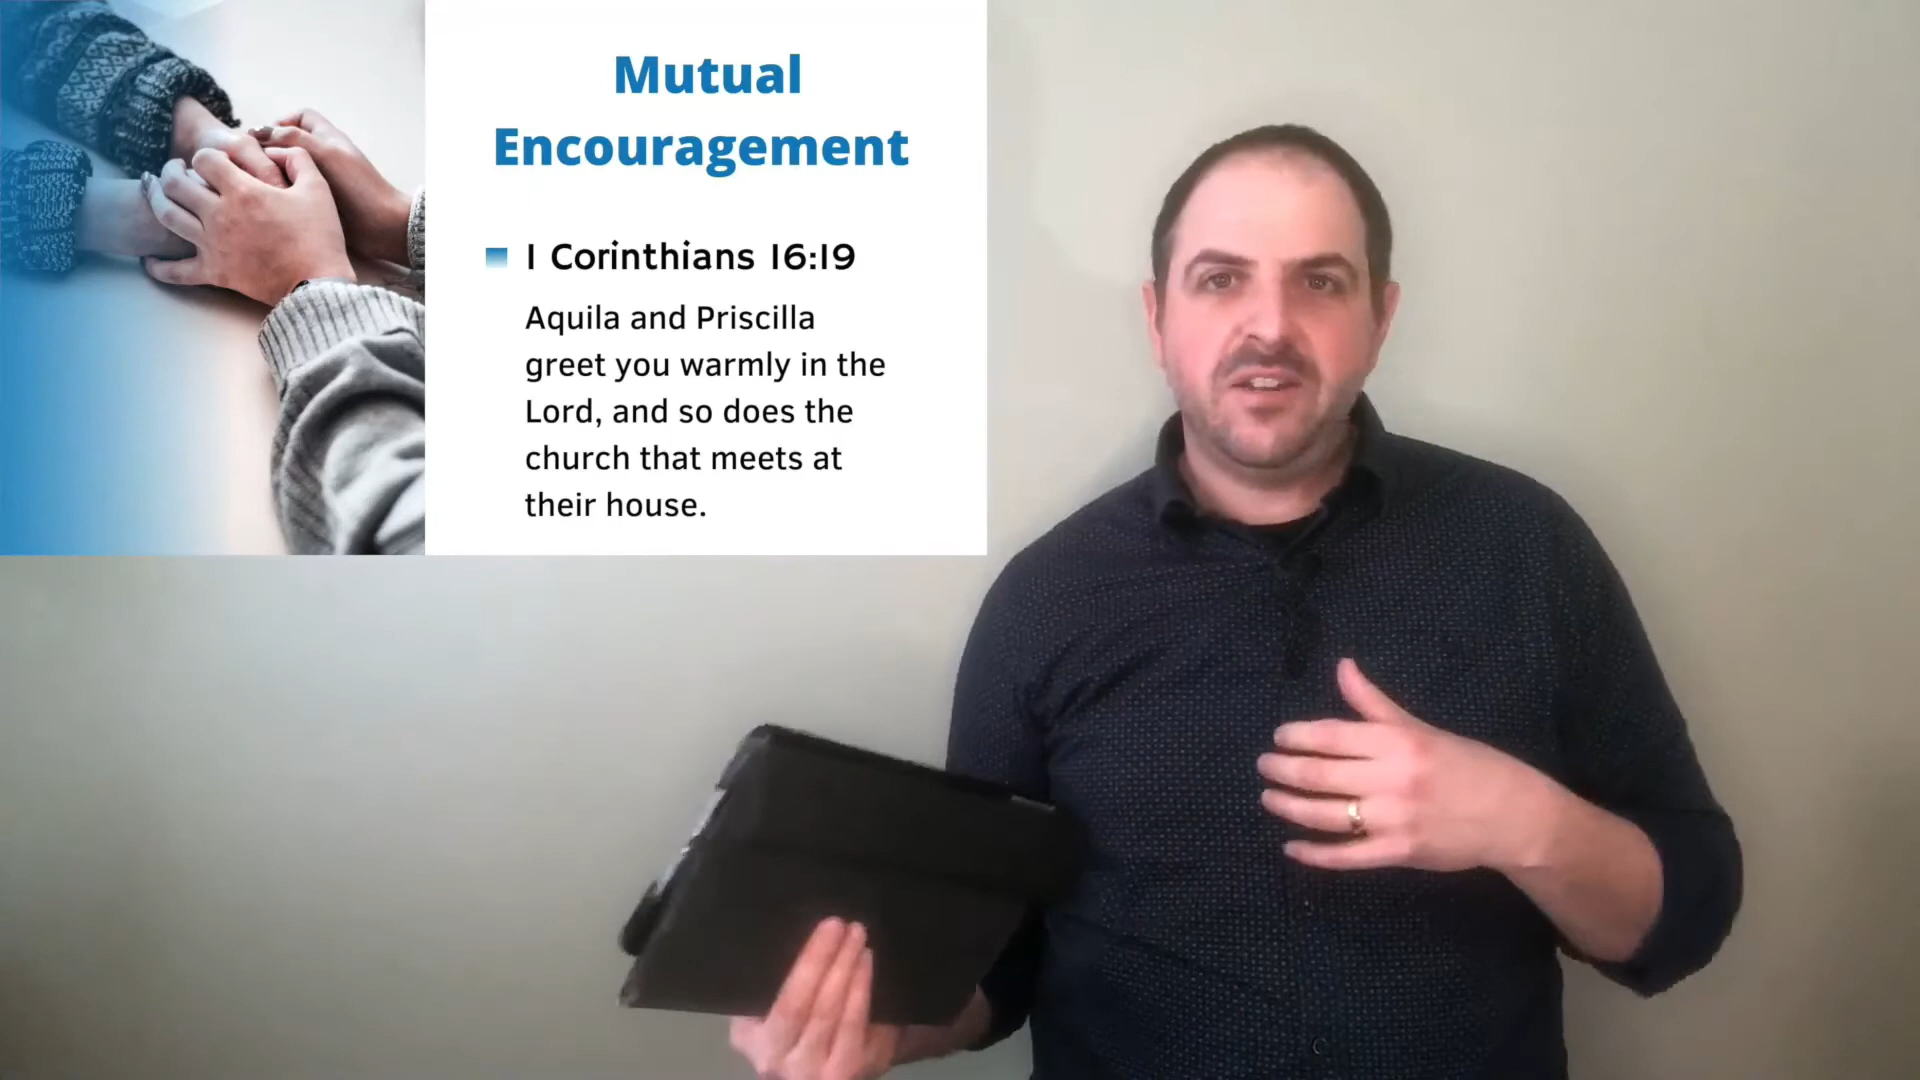 Mutual
Encouragement
1 Corinthians 16:19
Aquila and Priscilla
greet you warmly in the
Lord, and so does the
church that meets at
their house.